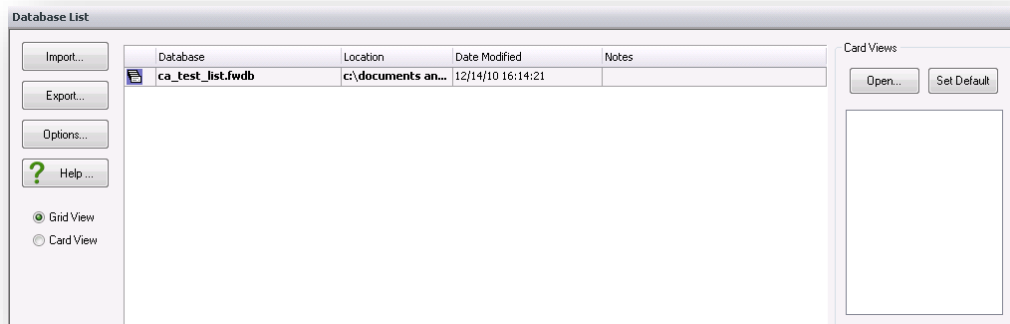 Database List
Import...
Export...
Options...
? Help ...
Grid View
Card View
Database Location Date Modified Notes
ca_test_list.fwdb c:\documents an... 12/14/10 16:14:21
Card Views
Open... Set Default